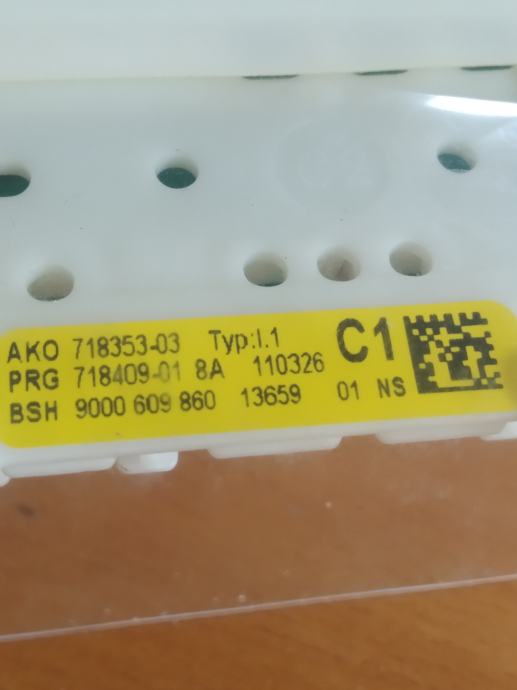 AKO 718353-03 Typ:I.1 C1
PRG 718409-01 8A 110326
BSH 9000 609 860 13659 01 NS